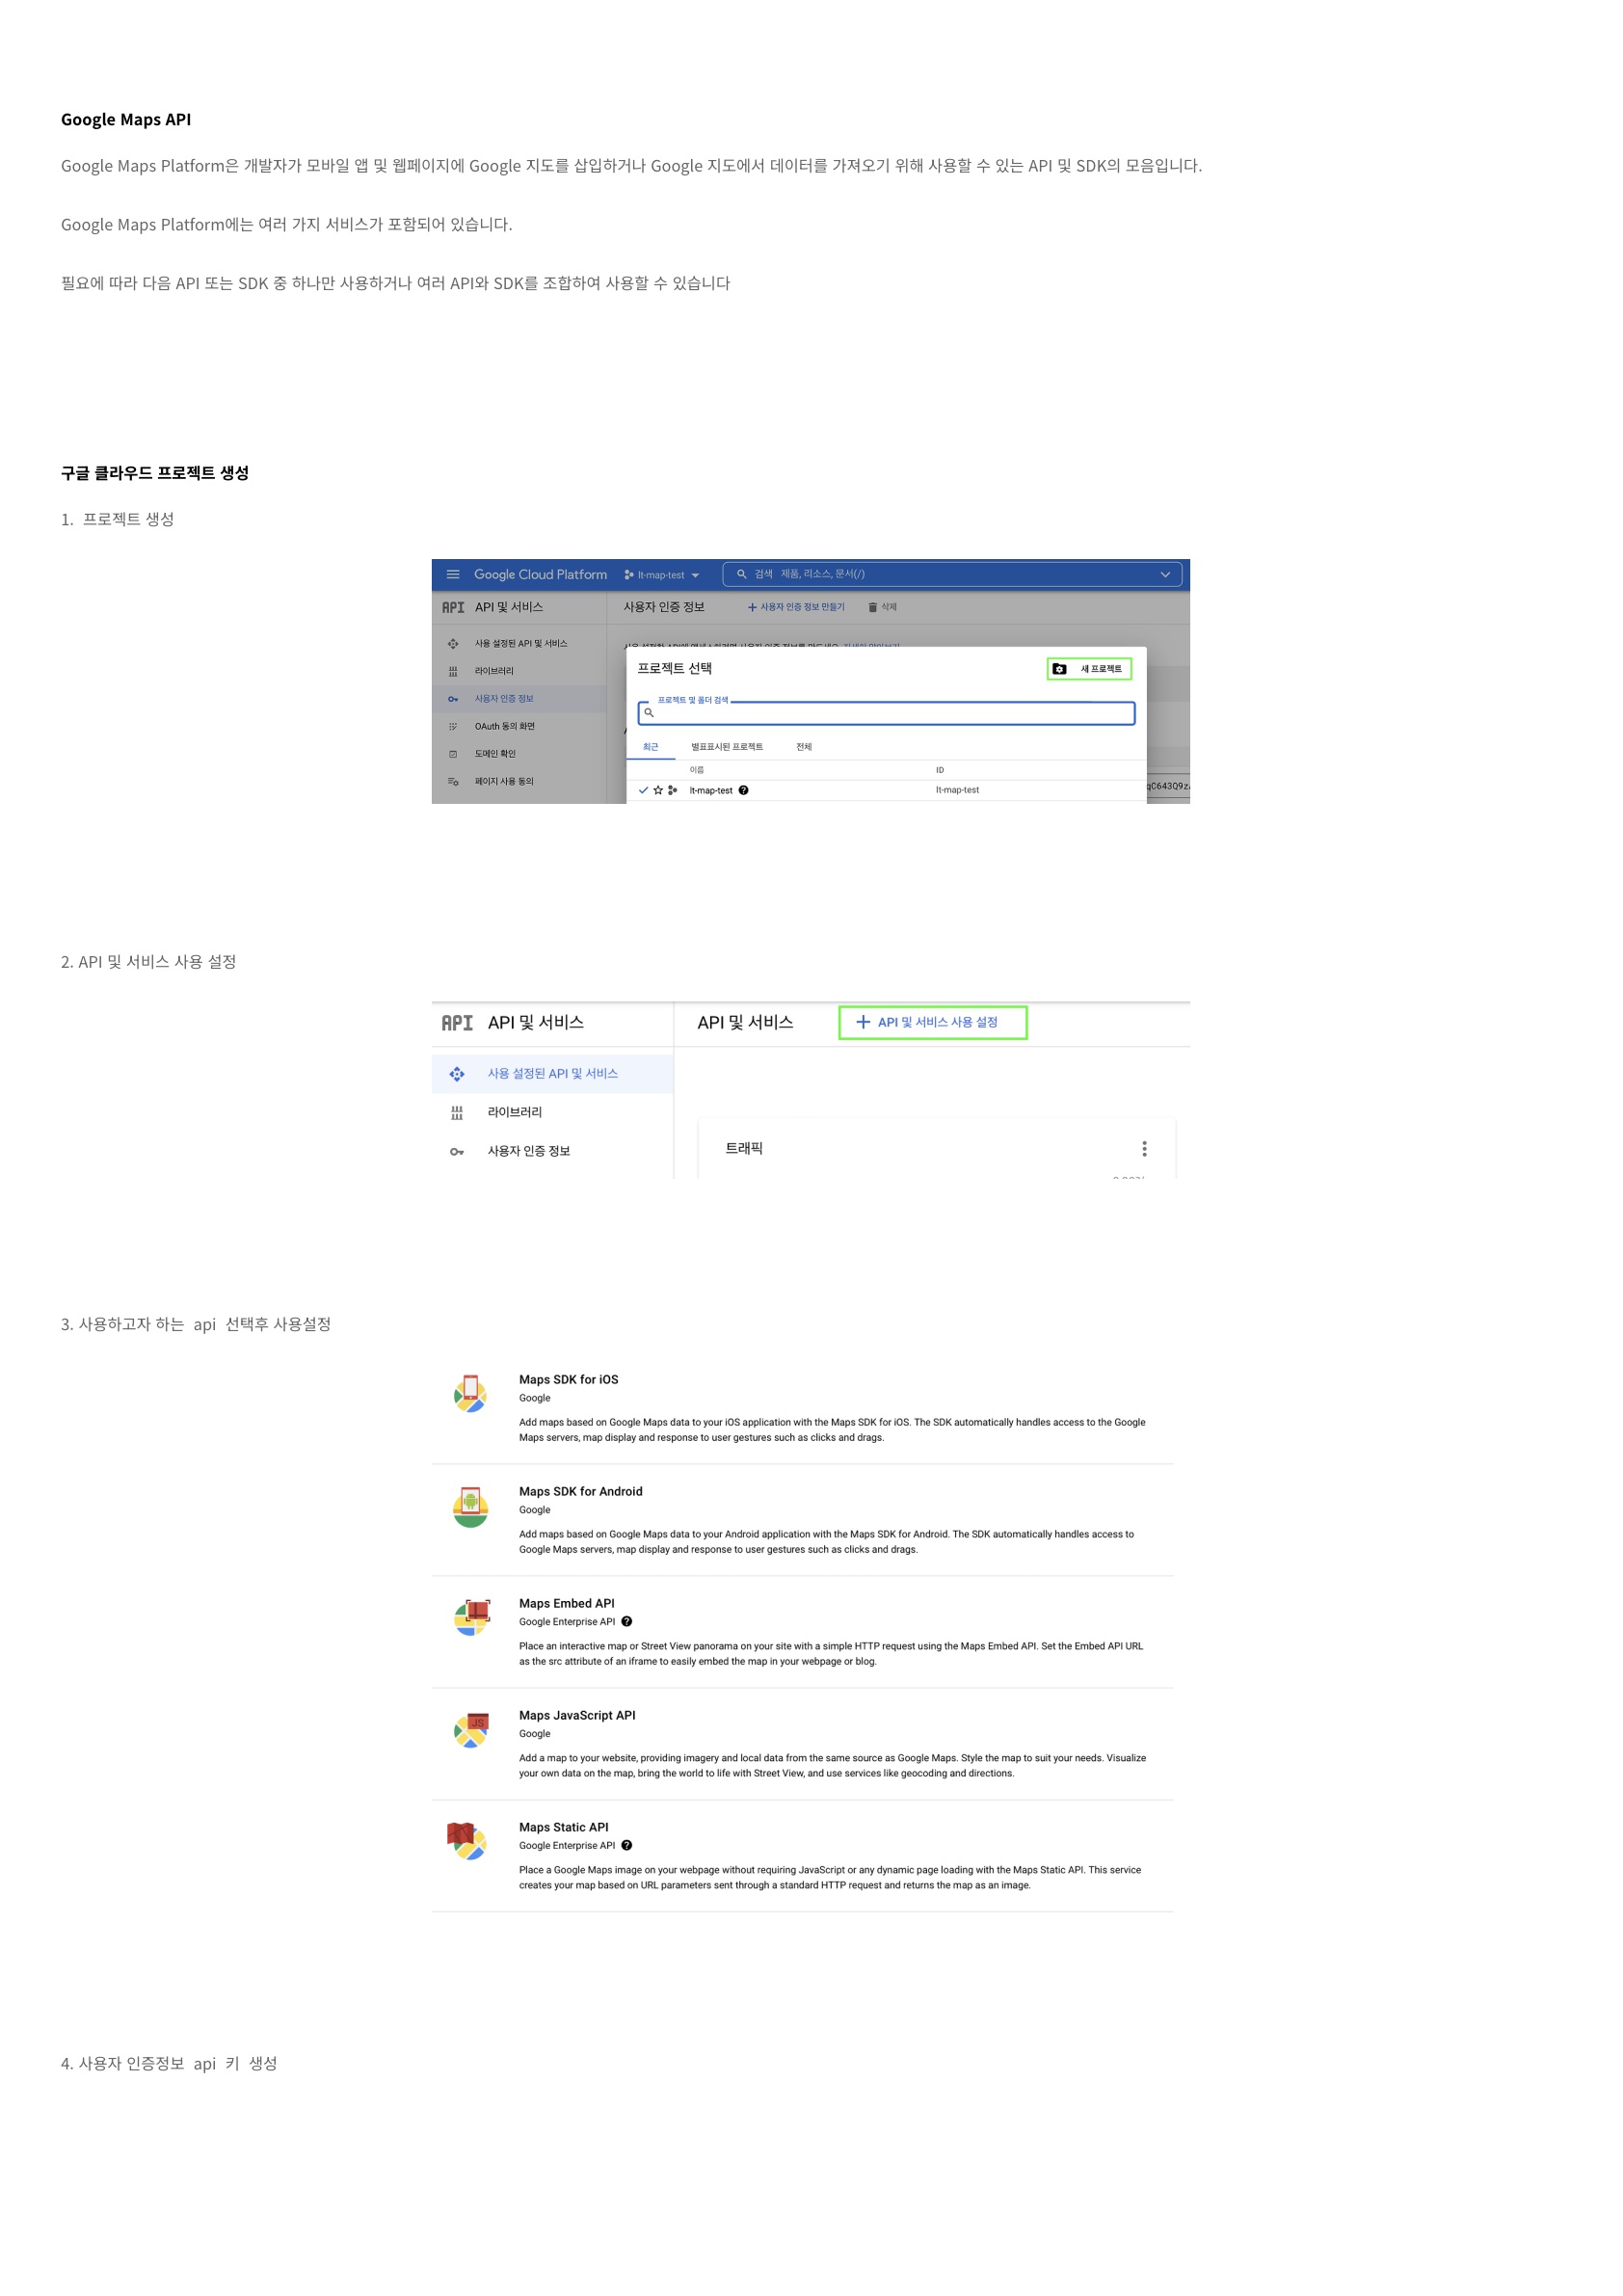 Google Maps API
Google Maps Platform은 개발자가 모바일 앱 및 웹페이지에 Google 지도를 삽입하거나 Google 지도에서 데이터를 가져오기 위해 사용할 수 있는 API 및 SDK의 모음입니다.
Google Maps Platform에는 여러 가지 서비스가 포함되어 있습니다.
필요에 따라 다음 API 또는 SDK 중 하나만 사용하거나 여러 API와 SDK를 조합하여 사용할 수 있습니다
구글 클라우드 프로젝트 생성
1. 프로젝트 생성
Google Cloud Platform lt-map-test 검색 제품, 리소스, 문서(/)
API API 및 서비스 사용자 인증 정보 + 사용자 인증 정보 만들기 삭제
사용 설정된 API 및 서비스
라이브러리
사용자 인증 정보
OAuth 동의 화면
도메인 확인
페이지 사용 동의
프로젝트 선택 새 프로젝트
프로젝트 및 폴더 검색
최근 별표표시된 프로젝트 전체
이름 ID
lt-map-test lt-map-test
qC643Q9z
2. API 및 서비스 사용 설정
API API 및 서비스 API 및 서비스 + API 및 서비스 사용 설정
사용 설정된 API 및 서비스
라이브러리
사용자 인증 정보
트래픽
3. 사용하고자 하는 api 선택후 사용설정
Maps SDK for iOS
Google
Add maps based on Google Maps data to your iOS application with the Maps SDK for iOS. The SDK automatically handles access to the Google
Maps servers, map display and response to user gestures such as clicks and drags.
Maps SDK for Android
Google
Add maps based on Google Maps data to your Android application with the Maps SDK for Android. The SDK automatically handles access to
Google Maps servers, map display and response to user gestures such as clicks and drags.
Maps Embed API
Google Enterprise API
Place an interactive map or Street View panorama on your site with a simple HTTP request using the Maps Embed API. Set the Embed API URL
as the src attribute of an iframe to easily embed the map in your webpage or blog.
JS
Maps JavaScript API
Google
Add a map to your website, providing imagery and local data from the same source as Google Maps. Style the map to suit your needs. Visualize
your own data on the map, bring the world to life with Street View, and use services like geocoding and directions.
Maps Static API
Google Enterprise API
Place a Google Maps image on your webpage without requiring JavaScript or any dynamic page loading with the Maps Static API. This service
creates your map based on URL parameters sent through a standard HTTP request and returns the map as an image.
4. 사용자 인증정보 api 키 생성